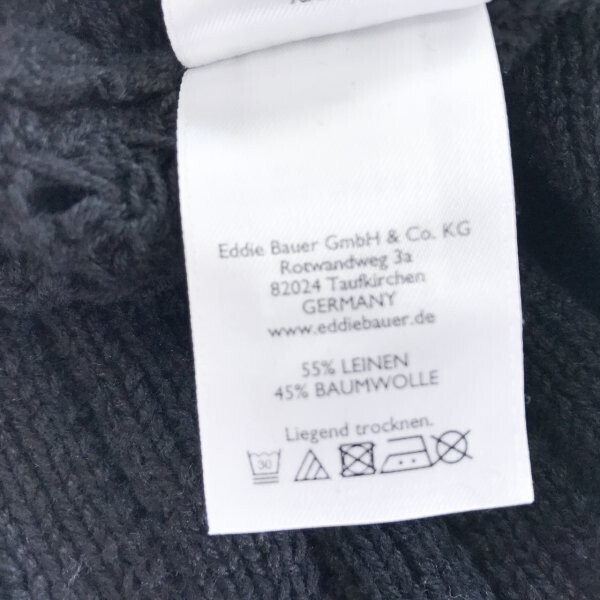 Eddie Bauer GmbH & Co. KG
Rotwandweg 3a
82024 Taufkirchen
GERMANY
www.eddiebauer.de
55% LEINEN
45% BAUMWOLLE
Liegend trocknen.
30